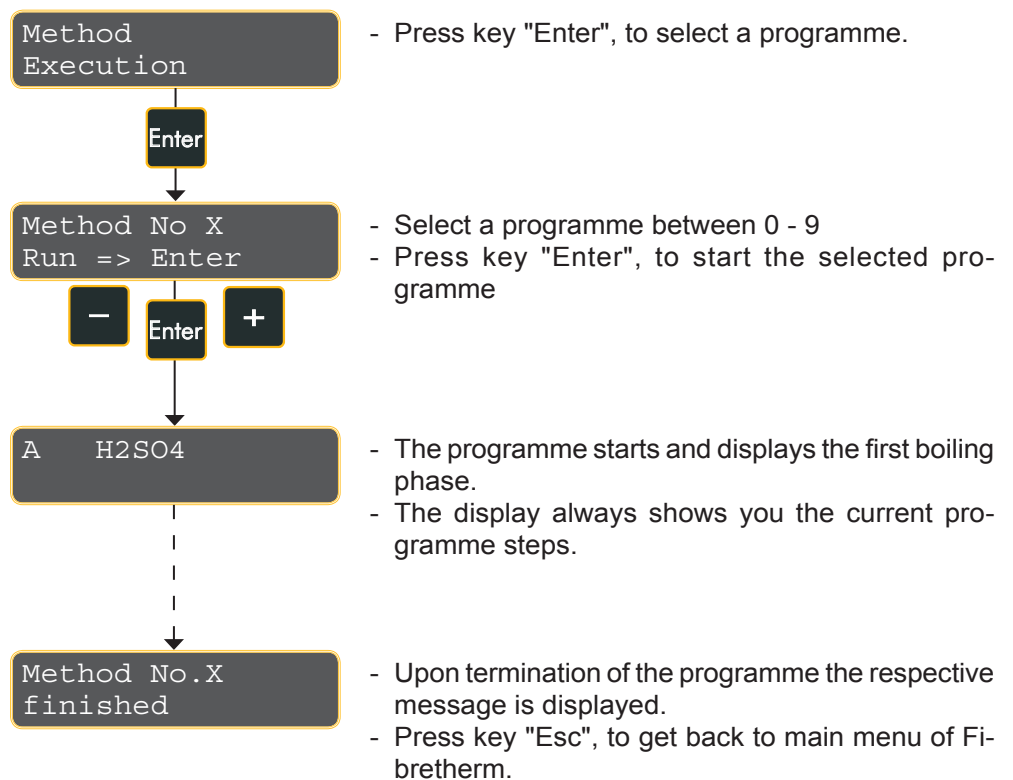 Method
Execution
- Press key "Enter", to select a programme.
Enter
Method No X
Run => Enter
- Select a programme between 0 - 9
- Press key "Enter", to start the selected pro-
gramme
− Enter +
A H2SO4
- The programme starts and displays the first boiling
phase.
- The display always shows you the current pro-
gramme steps.
Method No.X
finished
- Upon termination of the programme the respective
message is displayed.
- Press key "Esc", to get back to main menu of Fi-
bretherm.